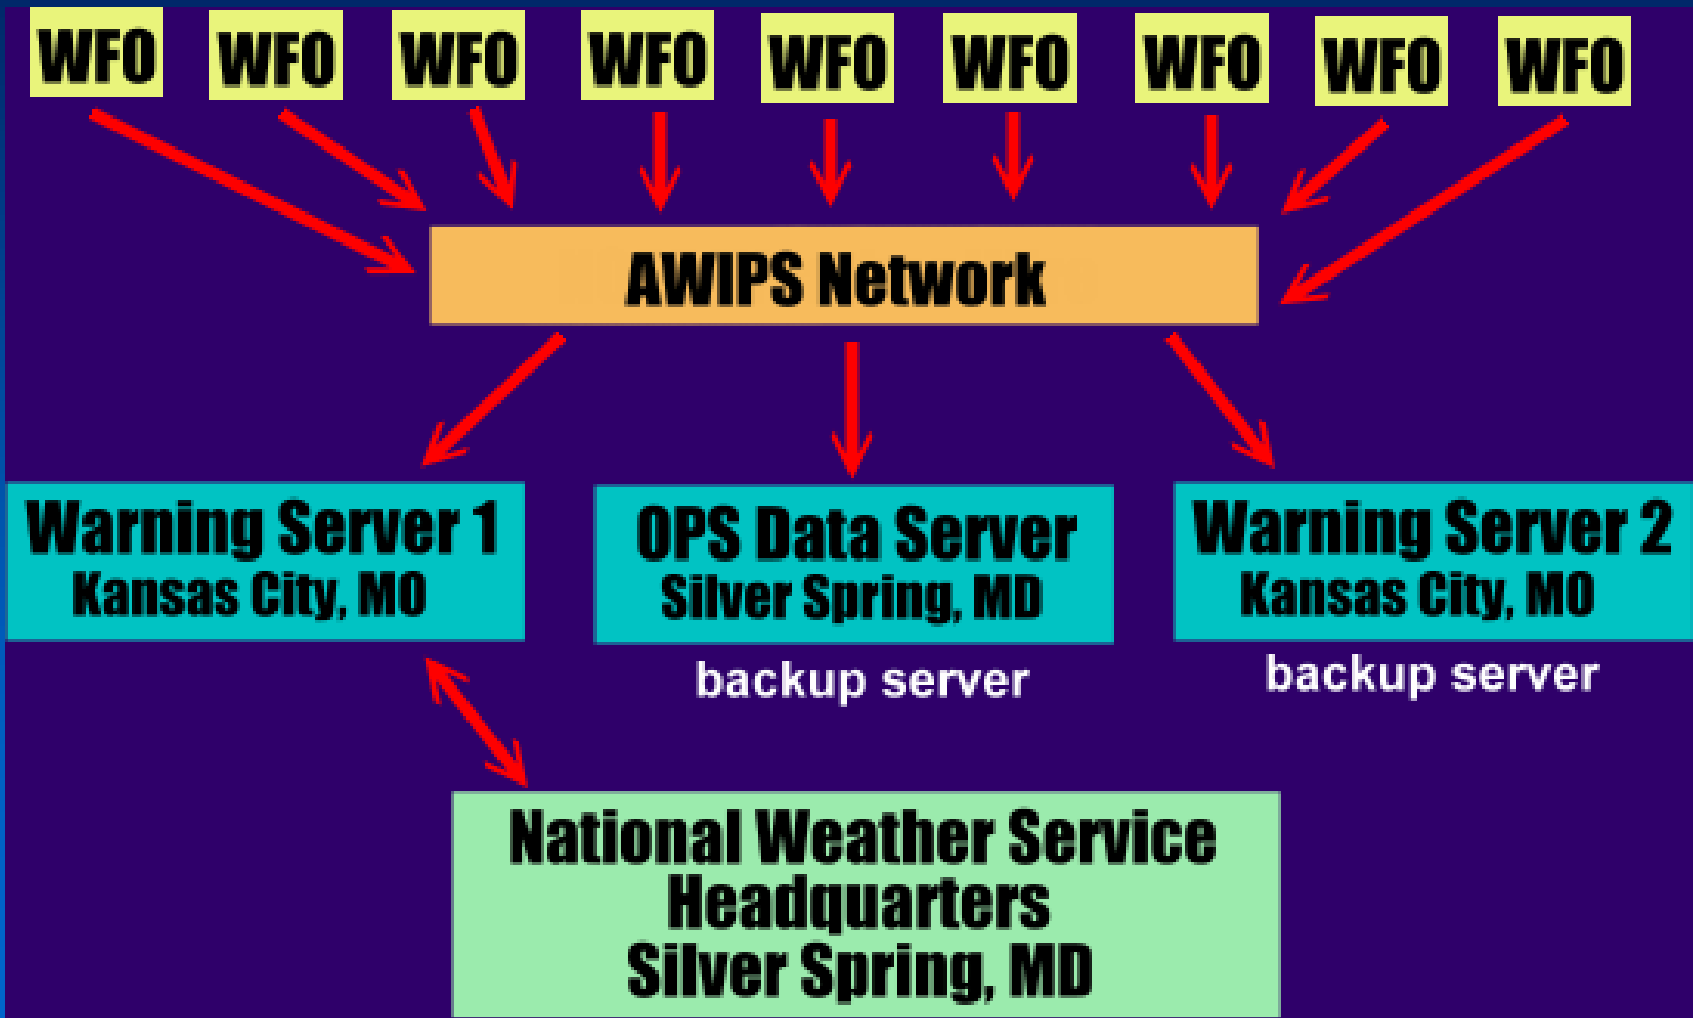 WFO WFO WFO WFO WFO WFO WFO WFO WFO
AWIPS Network
Warning Server 1
Kansas City, MO
OPS Data Server
Silver Spring, MD
backup server
Warning Server 2
Kansas City, MO
backup server
National Weather Service
Headquarters
Silver Spring, MD